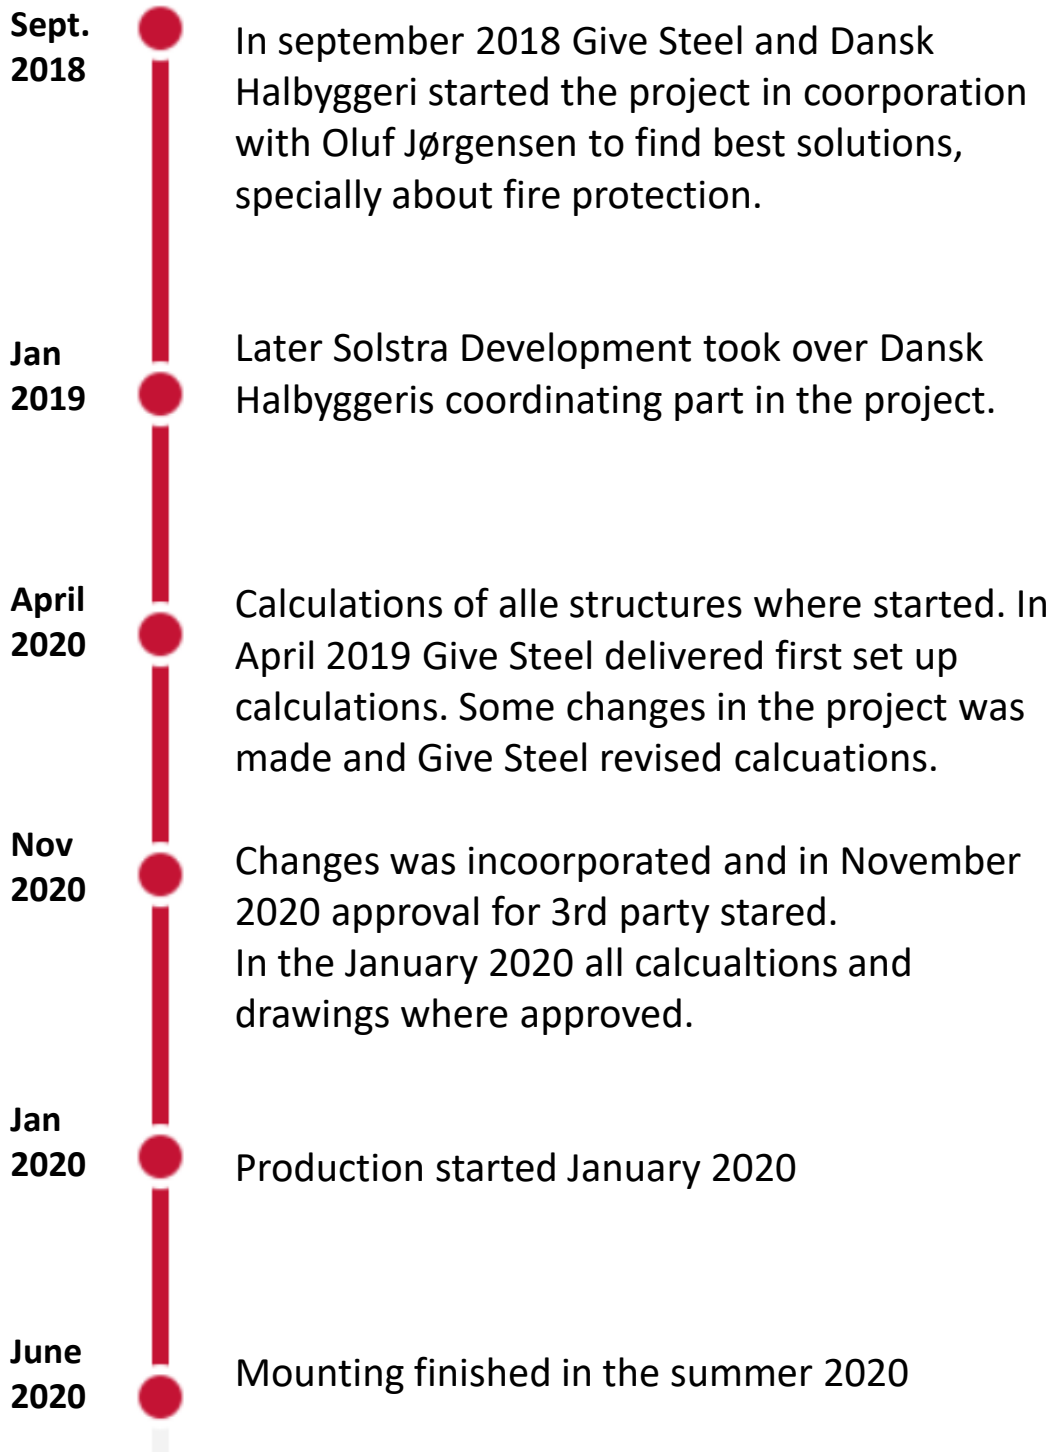 Sept.
2018
In september 2018 Give Steel and Dansk
Halbyggeri started the project in coorporation
with Oluf Jørgensen to find best solutions,
specially about fire protection.
Jan
2019
Later Solstra Development took over Dansk
Halbyggeris coordinating part in the project.
April
2020
Calculations of alle structures where started. In
April 2019 Give Steel delivered first set up
calculations. Some changes in the project was
made and Give Steel revised calcuations.
Nov
2020
Changes was incoorporated and in November
2020 approval for 3rd party stared.
In the January 2020 all calcualtions and
drawings where approved.
Jan
2020
Production started January 2020
June
2020
Mounting finished in the summer 2020